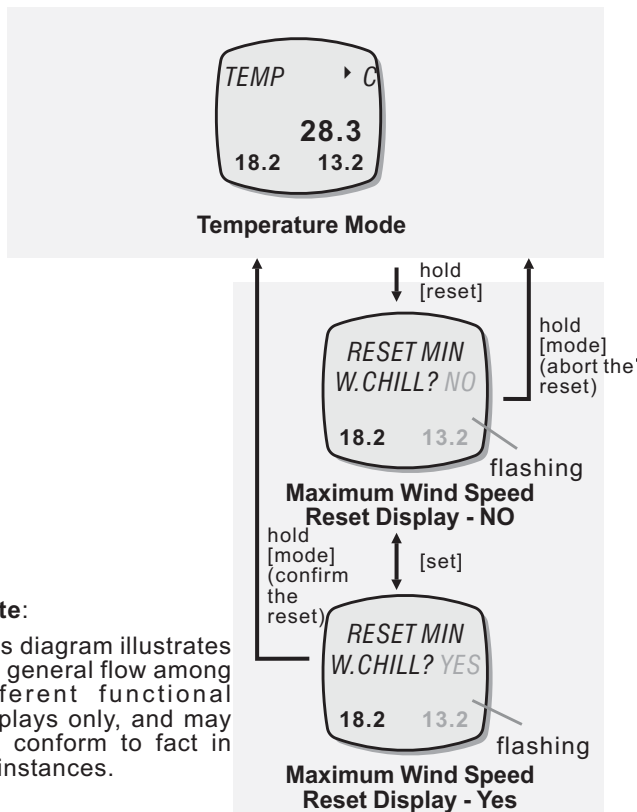 TEMP ▸ C
28.3
18.2 13.2
Temperature Mode
hold
[reset]
hold
[mode]
(abort the
reset)
RESET MIN
W.CHILL? NO
18.2 13.2
flashing
Maximum Wind Speed
Reset Display - NO
hold
[mode]
(confirm
the
reset)
[set]
RESET MIN
W.CHILL? YES
18.2 13.2
flashing
Maximum Wind Speed
Reset Display - Yes
te:
s diagram illustrates
general flow among
ferent functional
plays only, and may
conform to fact in
instances.